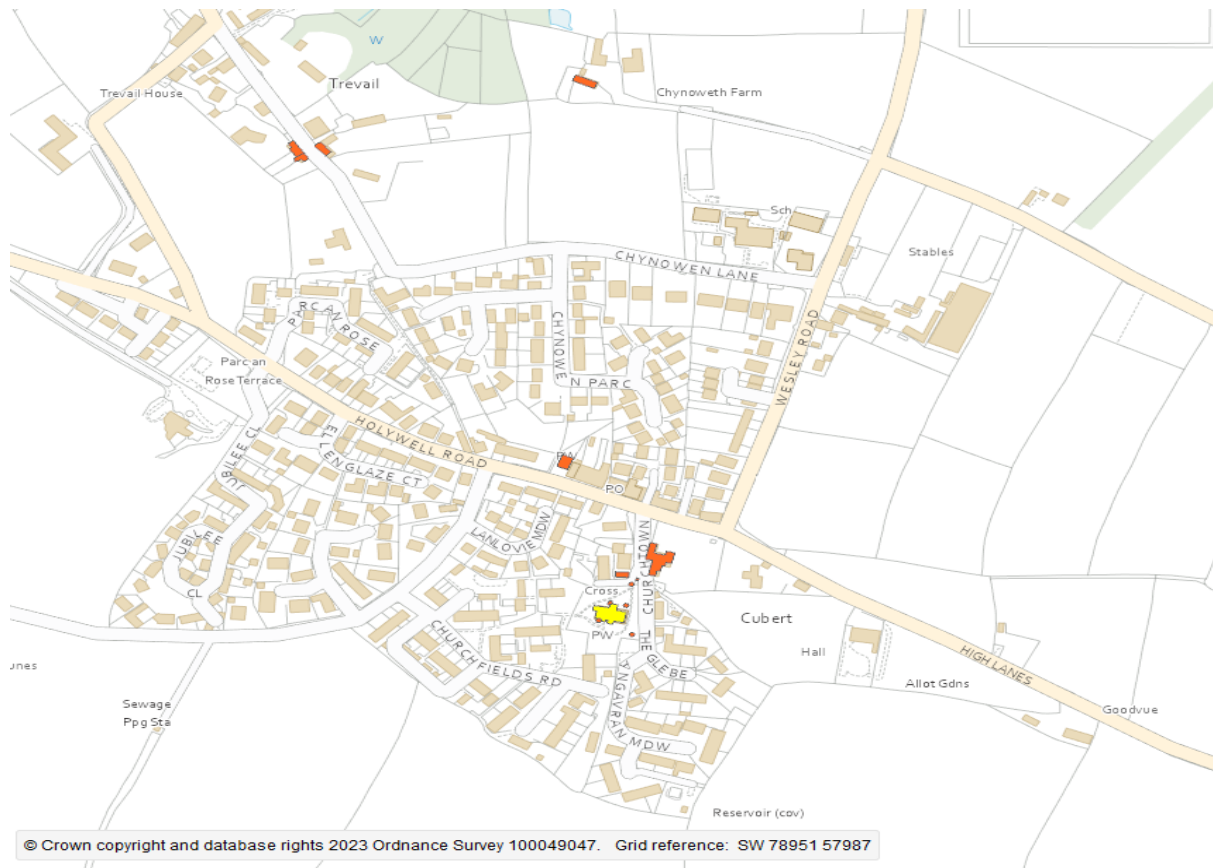 W
Trevail
Trevail House
Chynoweth Farm
Sch
Stables
CHYNOWEN LANE
PARC AN ROSE
CHYNOWE
N PARC
WESLEY ROAD
Parc an
Rose Terrace
HOLYWELL ROAD
JUBILEE CL
ELLENGLAZE CT
PW
PO
JUBILEE
CL
LANLOVIE MDW
CHURCHTOWN
Cross
Cubert
PW
THE GLEBE
Hall
HIGH LANES
CHURCHFIELDS RD
Allot Gdns
unes
Sewage
Ppg Sta
Goodvue
MDW
Reservoir (cov)
© Crown copyright and database rights 2023 Ordnance Survey 100049047. Grid reference: SW 78951 57987